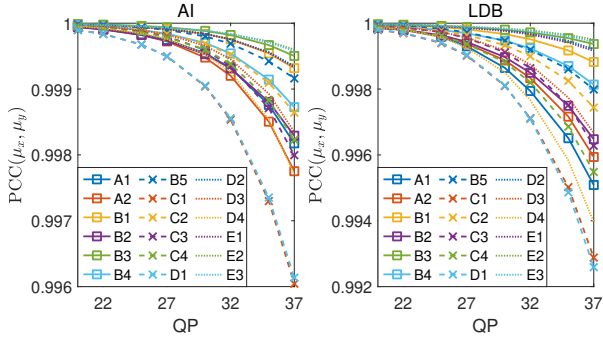 AI
1
0.999
0.998
0.997
0.996
PCC(μx, μy)
22
27
32
37
QP
A1
A2
B1
B2
B3
B4
B5
C1
C2
C3
C4
D1
D2
D3
D4
E1
E2
E3
LDB
1
0.998
0.996
0.994
0.992
PCC(μx, μy)
22
27
32
37
QP
A1
A2
B1
B2
B3
B4
B5
C1
C2
C3
C4
D1
D2
D3
D4
E1
E2
E3